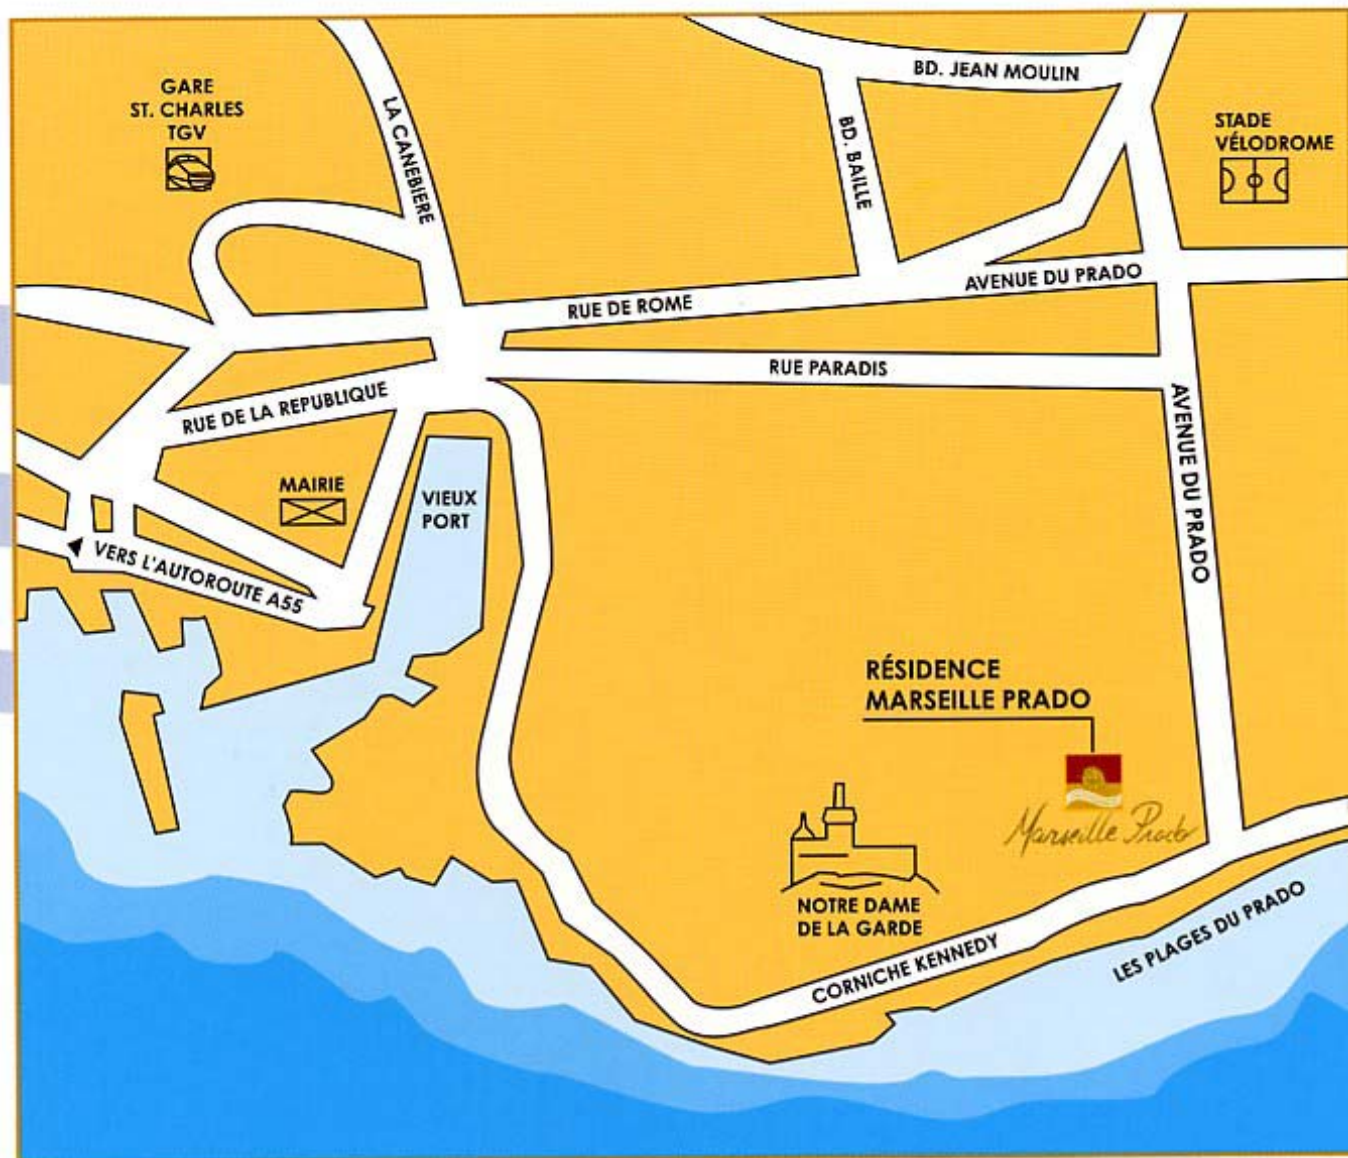 BD. JEAN MOULIN
GARE
ST. CHARLES
TGV
LA CANEBIERE
BD. BAILLE
STADE
VÉLODROME
AVENUE DU PRADO
RUE DE ROME
RUE PARADIS
RUE DE LA REPUBLIQUE
AVENUE DU PRADO
MAIRIE
VIEUX
PORT
VERS L'AUTOROUTE A55
RÉSIDENCE
MARSEILLE PRADO
Marseille Prado
NOTRE DAME
DE LA GARDE
LES PLAGES DU PRADO
CORNICHE KENNEDY